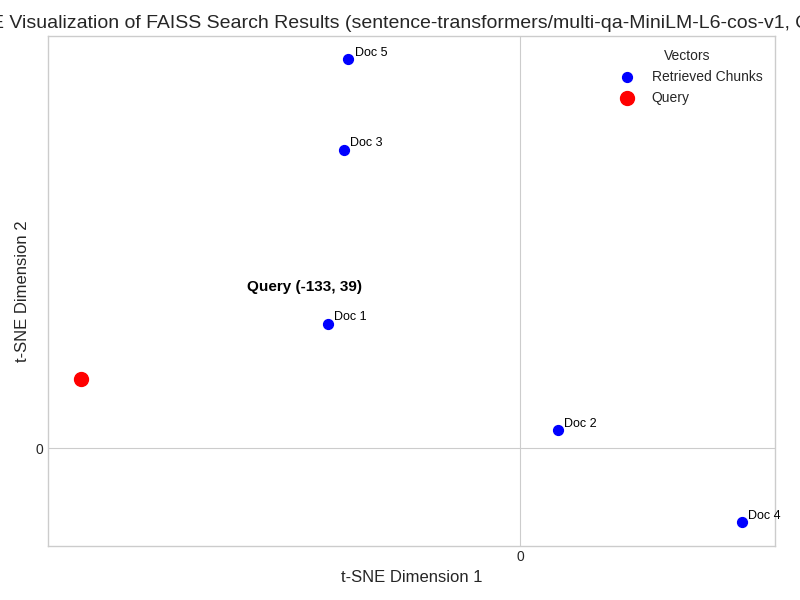 E Visualization of FAISS Search Results (sentence-transformers/multi-qa-MiniLM-L6-cos-v1,
Vectors
Retrieved Chunks
Query
Doc 5
Doc 3
Query (-133, 39)
Doc 1
Doc 2
Doc 4
t-SNE Dimension 2
0
0
t-SNE Dimension 1